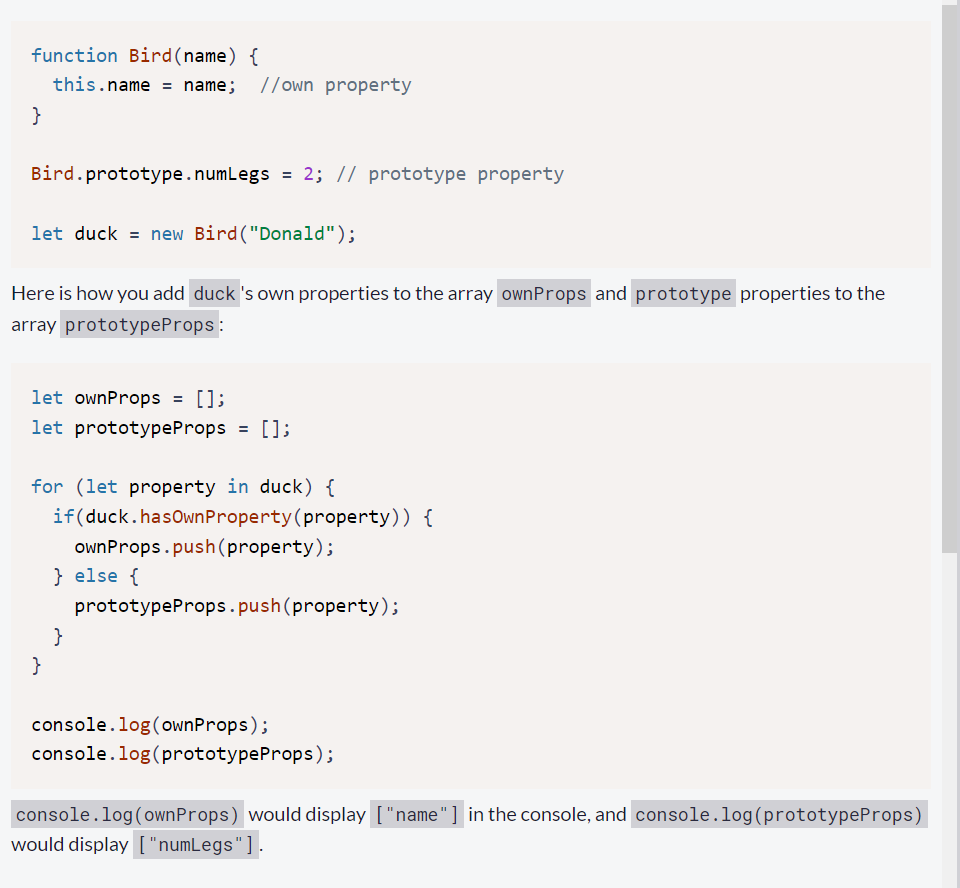 function Bird(name) {
  this.name = name;  //own property
}

Bird.prototype.numLegs = 2; // prototype property

let duck = new Bird("Donald");

Here is how you add duck's own properties to the array ownProps and prototype properties to the
array prototypeProps:

let ownProps = [];
let prototypeProps = [];

for (let property in duck) {
  if(duck.hasOwnProperty(property)) {
    ownProps.push(property);
  } else {
    prototypeProps.push(property);
  }
}

console.log(ownProps);
console.log(prototypeProps);

console.log(ownProps) would display ["name"] in the console, and console.log(prototypeProps)
would display ["numLegs"].